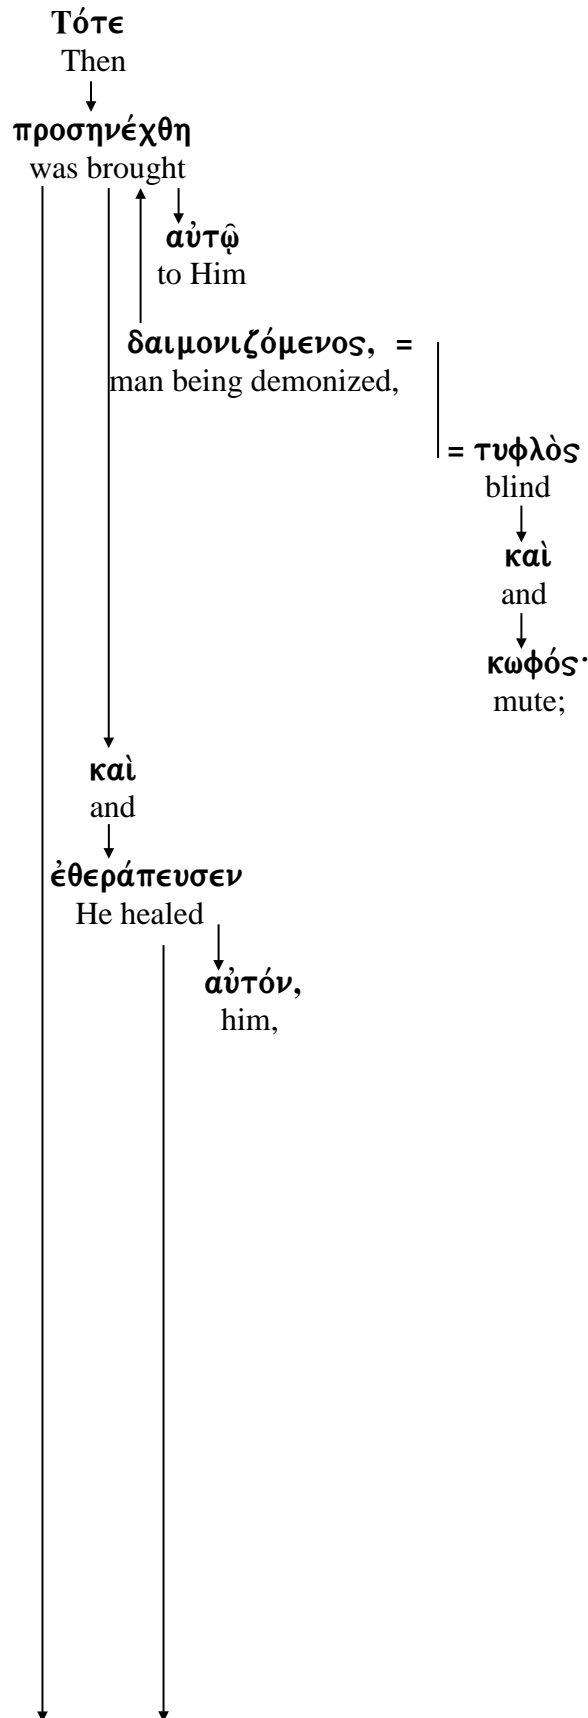 Τότε
Then
προσηνέχθη
was brought
αὐτῷ
to Him
δαιμονιζόμενος, =
man being demonized,
= τυφλὸς
blind
καὶ
and
κωφός·
mute;
καὶ
and
ἐθεράπευσεν
He healed
αὐτόν,
him,